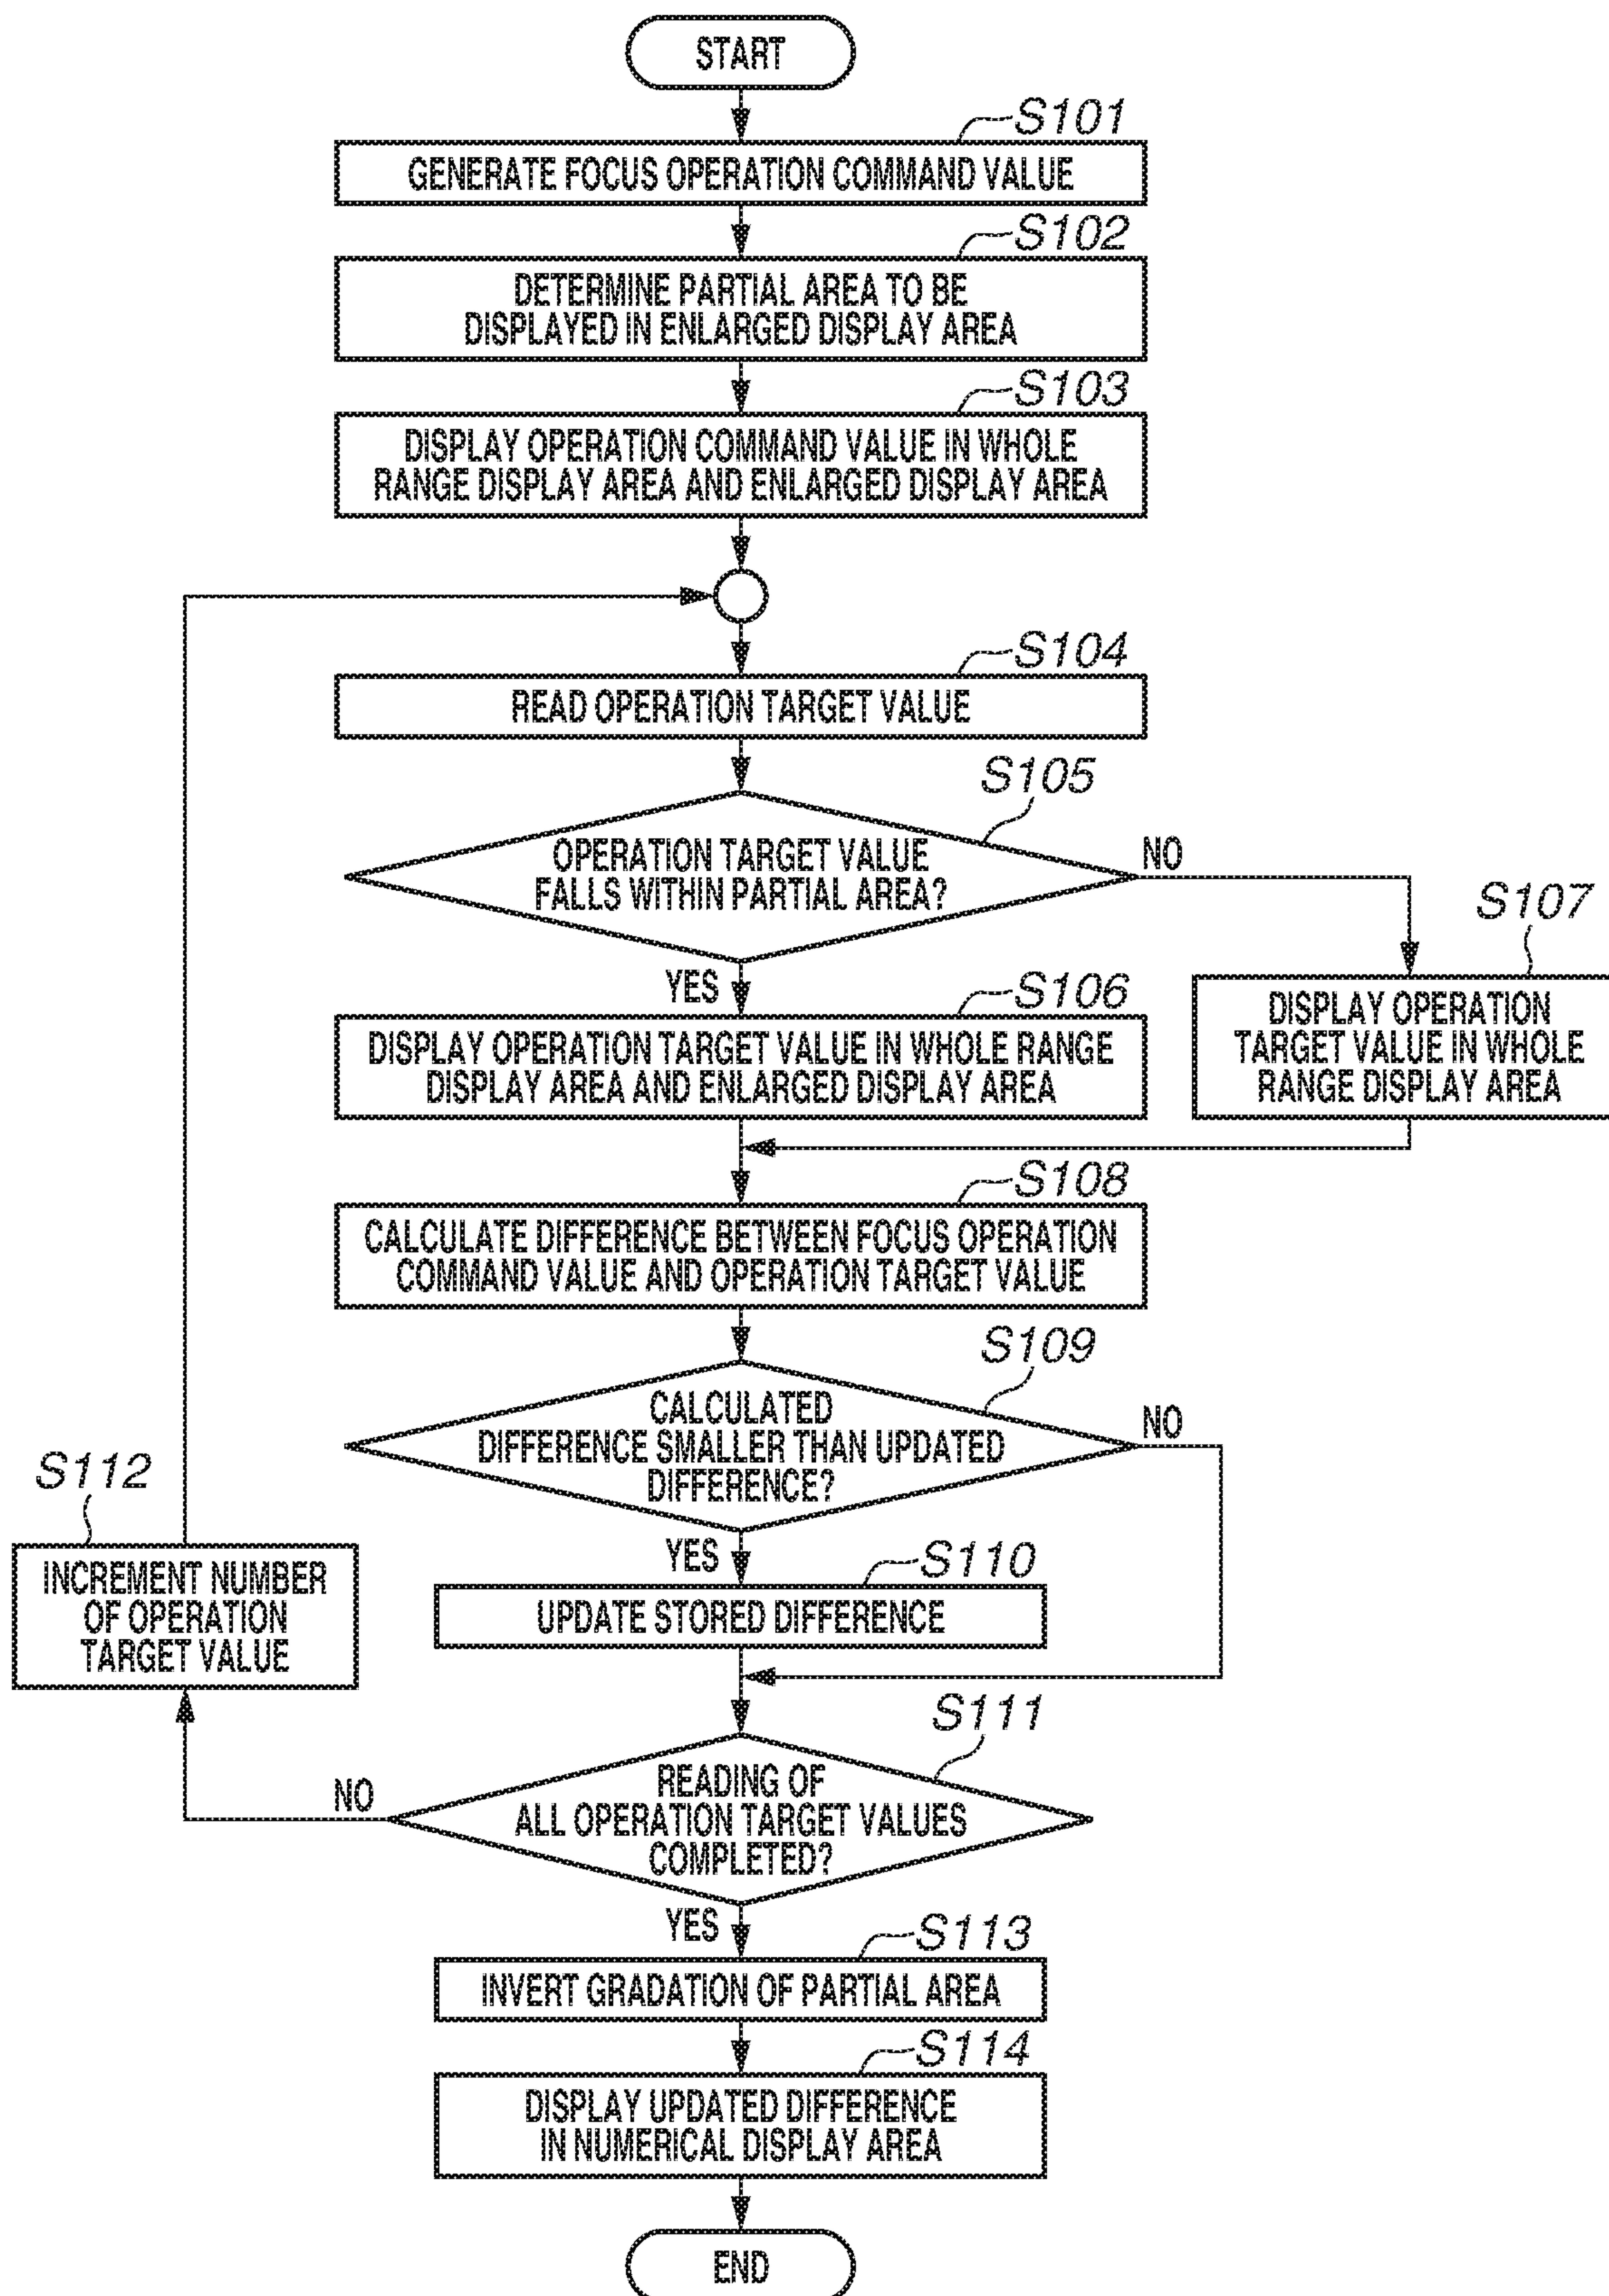 START
S101
GENERATE FOCUS OPERATION COMMAND VALUE
S102
DETERMINE PARTIAL AREA TO BE
DISPLAYED IN ENLARGED DISPLAY AREA
S103
DISPLAY OPERATION COMMAND VALUE IN WHOLE
RANGE DISPLAY AREA AND ENLARGED DISPLAY AREA
S104
READ OPERATION TARGET VALUE
S105
OPERATION TARGET VALUE
FALLS WITHIN PARTIAL AREA?
NO
S107
DISPLAY OPERATION
TARGET VALUE IN WHOLE
RANGE DISPLAY AREA
YES
S106
DISPLAY OPERATION TARGET VALUE IN WHOLE RANGE
DISPLAY AREA AND ENLARGED DISPLAY AREA
S108
CALCULATE DIFFERENCE BETWEEN FOCUS OPERATION
COMMAND VALUE AND OPERATION TARGET VALUE
S109
CALCULATED
DIFFERENCE SMALLER THAN UPDATED
DIFFERENCE?
NO
YES
S110
UPDATE STORED DIFFERENCE
S112
INCREMENT NUMBER
OF OPERATION
TARGET VALUE
S111
READING OF
ALL OPERATION TARGET VALUES
COMPLETED?
NO
YES
S113
INVERT GRADATION OF PARTIAL AREA
S114
DISPLAY UPDATED DIFFERENCE
IN NUMERICAL DISPLAY AREA
END